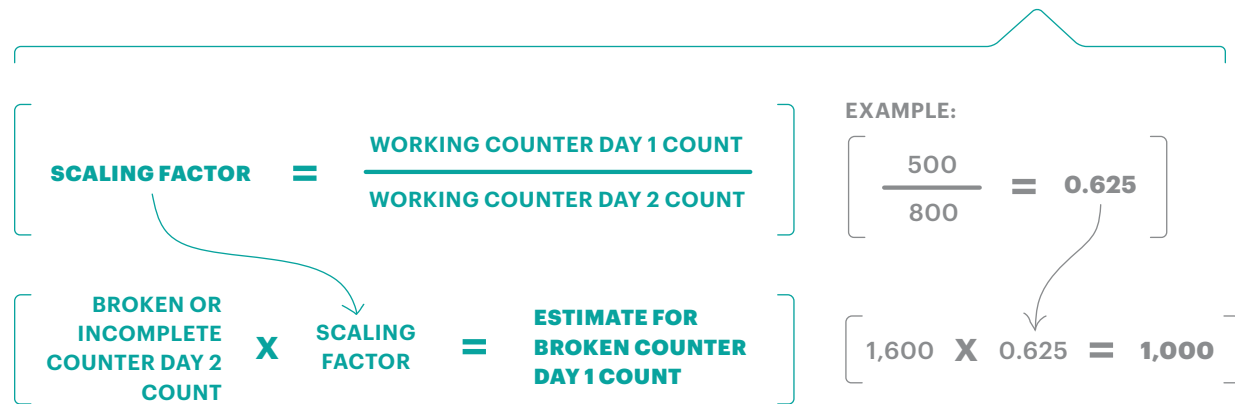 SCALING FACTOR
=
WORKING COUNTER DAY 1 COUNT
WORKING COUNTER DAY 2 COUNT
EXAMPLE:
500
800
=
0.625
BROKEN OR
INCOMPLETE
COUNTER DAY 2
COUNT
X
SCALING
FACTOR
=
ESTIMATE FOR
BROKEN COUNTER
DAY 1 COUNT
1,600 X 0.625 = 1,000